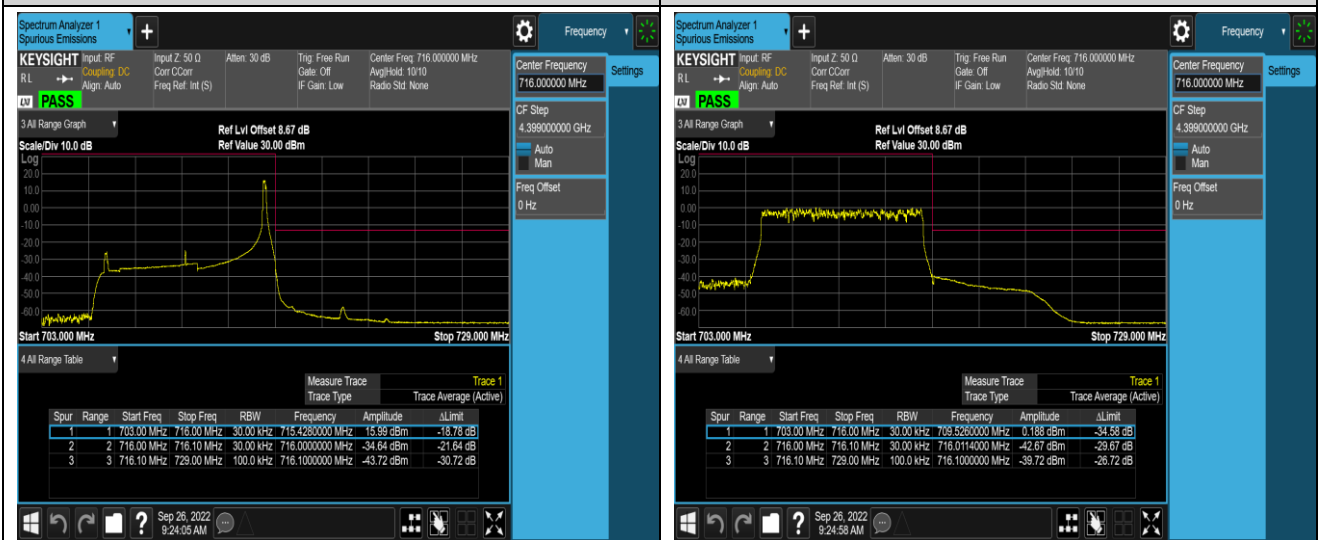 Spectrum Analyzer 1
Spurious Emissions
+
Frequency
KEYSIGHT
RL
LXI PASS
Input: RF
Coupling: DC
Align: Auto
Input Z: 50 Ω
Corr CCorr
Freq Ref: Int (S)
Atten: 30 dB
Trig: Free Run
Gate: Off
IF Gain: Low
Center Freq: 716.000000 MHz
Avg|Hold: 10/10
Radio Std: None
Center Frequency
716.000000 MHz
Settings
CF Step
4.399000000 GHz
Auto
Man
Freq Offset
0 Hz
3 All Range Graph
Ref Lvl Offset 8.67 dB
Scale/Div 10.0 dB
Ref Value 30.00 dBm
Log
20.0
10.0
0.00
-10.0
-20.0
-30.0
-40.0
-50.0
-60.0
Start 703.000 MHz
Stop 729.000 MHz
4 All Range Table
Measure Trace Trace 1
Trace Type Trace Average (Active)
Spur Range Start Freq Stop Freq RBW Frequency Amplitude ΔLimit
1 1 703.00 MHz 716.00 MHz 30.00 kHz 715.4280000 MHz 15.99 dBm -18.78 dB
2 2 716.00 MHz 716.10 MHz 30.00 kHz 716.0000000 MHz -34.64 dBm -21.64 dB
3 3 716.10 MHz 729.00 MHz 100.0 kHz 716.1000000 MHz -43.72 dBm -30.72 dB
?
Sep 26, 2022
9:24:05 AM
Spectrum Analyzer 1
Spurious Emissions
+
Frequency
KEYSIGHT
RL
LXI PASS
Input: RF
Coupling: DC
Align: Auto
Input Z: 50 Ω
Corr CCorr
Freq Ref: Int (S)
Atten: 30 dB
Trig: Free Run
Gate: Off
IF Gain: Low
Center Freq: 716.000000 MHz
Avg|Hold: 10/10
Radio Std: None
Center Frequency
716.000000 MHz
Settings
CF Step
4.399000000 GHz
Auto
Man
Freq Offset
0 Hz
3 All Range Graph
Ref Lvl Offset 8.67 dB
Scale/Div 10.0 dB
Ref Value 30.00 dBm
Log
20.0
10.0
0.00
-10.0
-20.0
-30.0
-40.0
-50.0
-60.0
Start 703.000 MHz
Stop 729.000 MHz
4 All Range Table
Measure Trace Trace 1
Trace Type Trace Average (Active)
Spur Range Start Freq Stop Freq RBW Frequency Amplitude ΔLimit
1 1 703.00 MHz 716.00 MHz 30.00 kHz 709.5260000 MHz 0.188 dBm -34.58 dB
2 2 716.00 MHz 716.10 MHz 30.00 kHz 716.0114000 MHz -42.67 dBm -29.67 dB
3 3 716.10 MHz 729.00 MHz 100.0 kHz 716.1000000 MHz -39.72 dBm -26.72 dB
?
Sep 26, 2022
9:24:58 AM